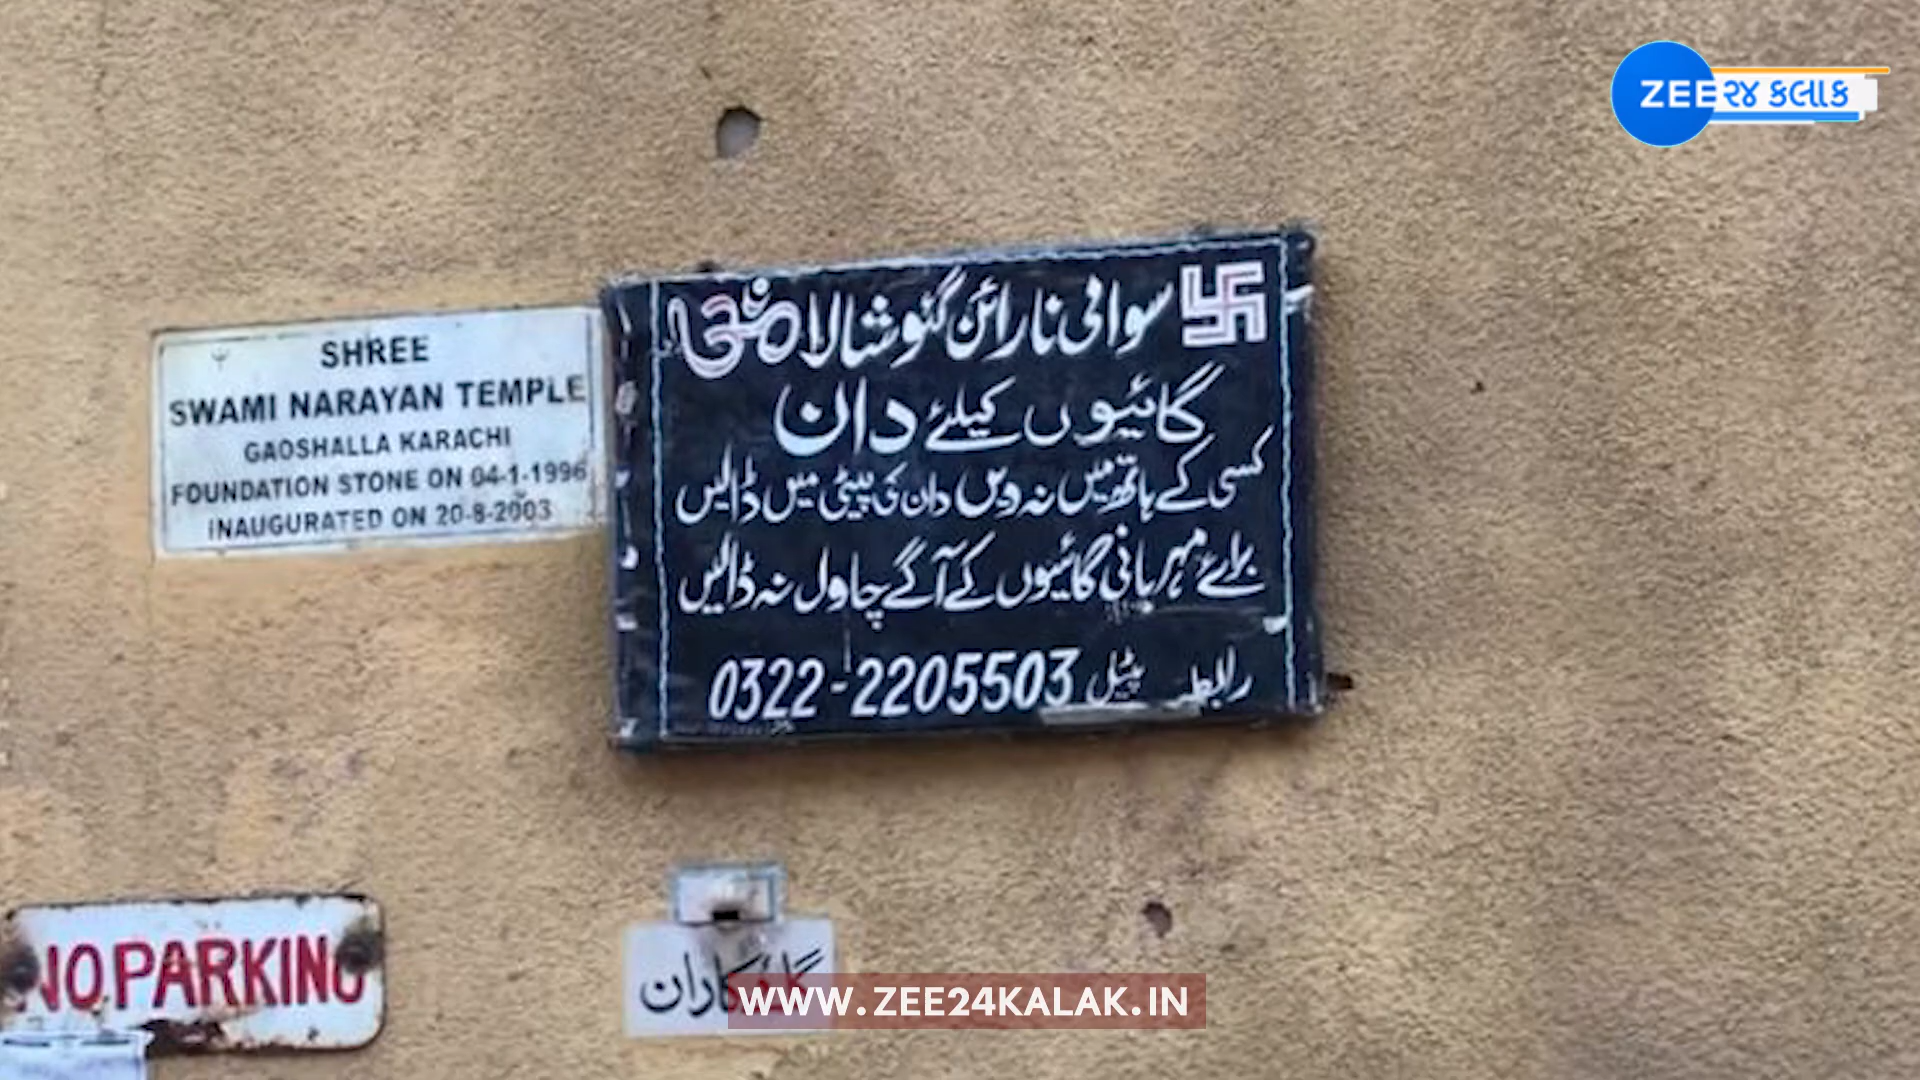 ZEE ૨૪ કલાક
SHREE
SWAMI NARAYAN TEMPLE
GAOSHALLA KARACHI
FOUNDATION STONE ON 04-1-1996
INAUGURATED ON 20-8-2003
سوامی نارائن گئو شالا
گائیوں کیلئے دان
کسی کے ہاتھ میں نہ دیں دان کی پیٹی میں ڈالیں
برائے مہربانی گائیوں کے آگے چاول نہ ڈالیں
رابطہ پٹیل 0322-2205503
NO PARKING
WWW.ZEE24KALAK.IN